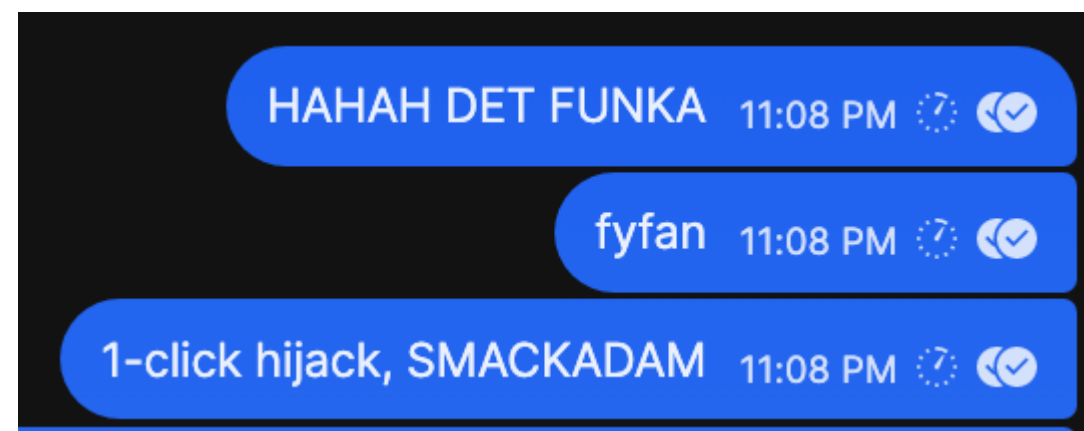 HAHAH DET FUNKA 11:08 PM
fyfan 11:08 PM
1-click hijack, SMACKADAM 11:08 PM